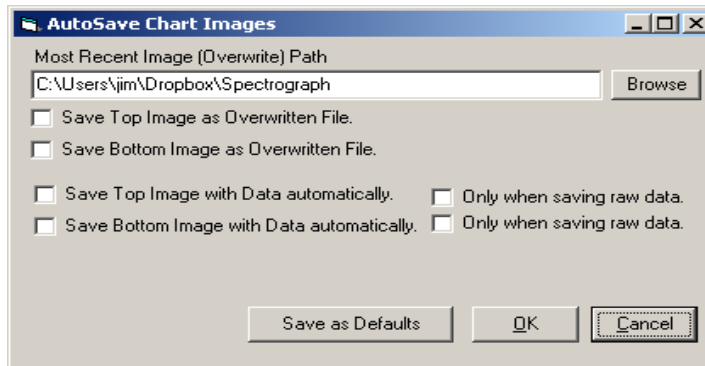 AutoSave Chart Images
Most Recent Image (Overwrite) Path
C:\Users\jim\Dropbox\Spectrograph
Browse
Save Top Image as Overwritten File.
Save Bottom Image as Overwritten File.
Save Top Image with Data automatically.
Only when saving raw data.
Save Bottom Image with Data automatically.
Only when saving raw data.
Save as Defaults
OK
Cancel